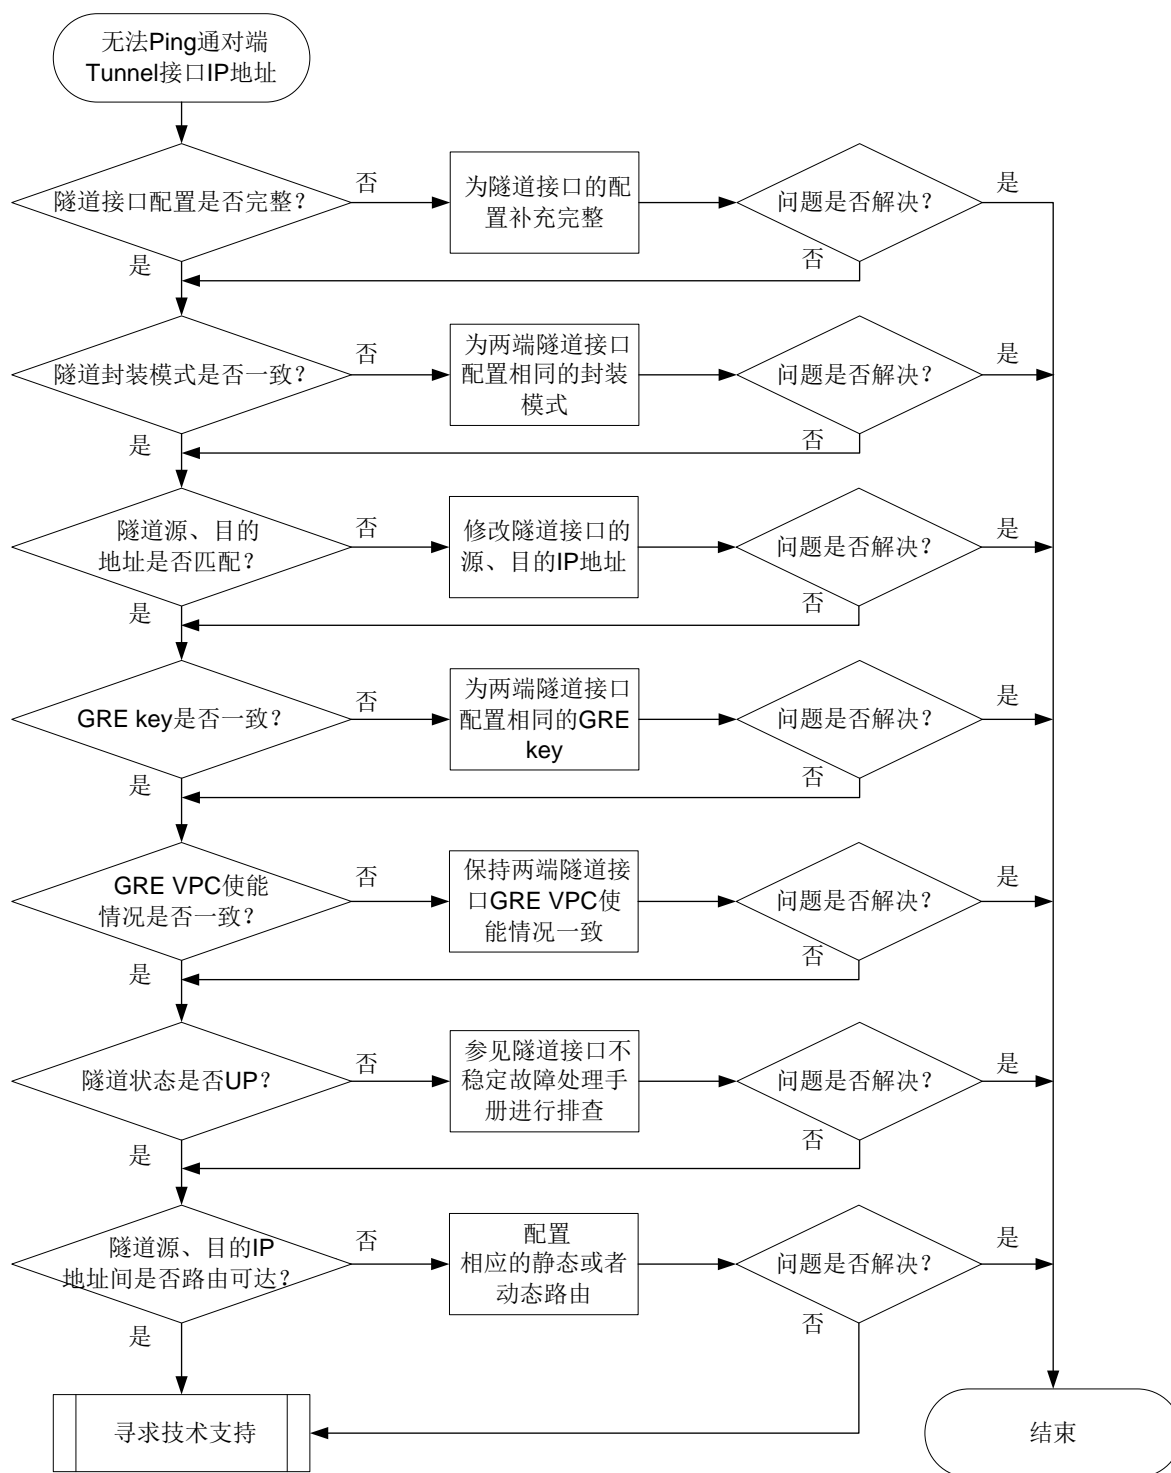 无法Ping通对端
Tunnel接口IP地址
隧道接口配置是否完整？
否
为隧道接口的配
置补充完整
问题是否解决？
是
是
否
隧道封装模式是否一致？
否
为两端隧道接口
配置相同的封装
模式
问题是否解决？
是
是
否
隧道源、目的
地址是否匹配？
否
修改隧道接口的
源、目的IP地址
问题是否解决？
是
是
否
GRE key是否一致？
否
为两端隧道接口
配置相同的GRE
key
问题是否解决？
是
是
否
GRE VPC使能
情况是否一致？
否
保持两端隧道接
口GRE VPC使
能情况一致
问题是否解决？
是
是
否
隧道状态是否UP？
否
参见隧道接口不
稳定故障处理手
册进行排查
问题是否解决？
是
是
否
隧道源、目的IP
地址间是否路由可达？
否
配置
相应的静态或者
动态路由
问题是否解决？
是
是
否
寻求技术支持
结束